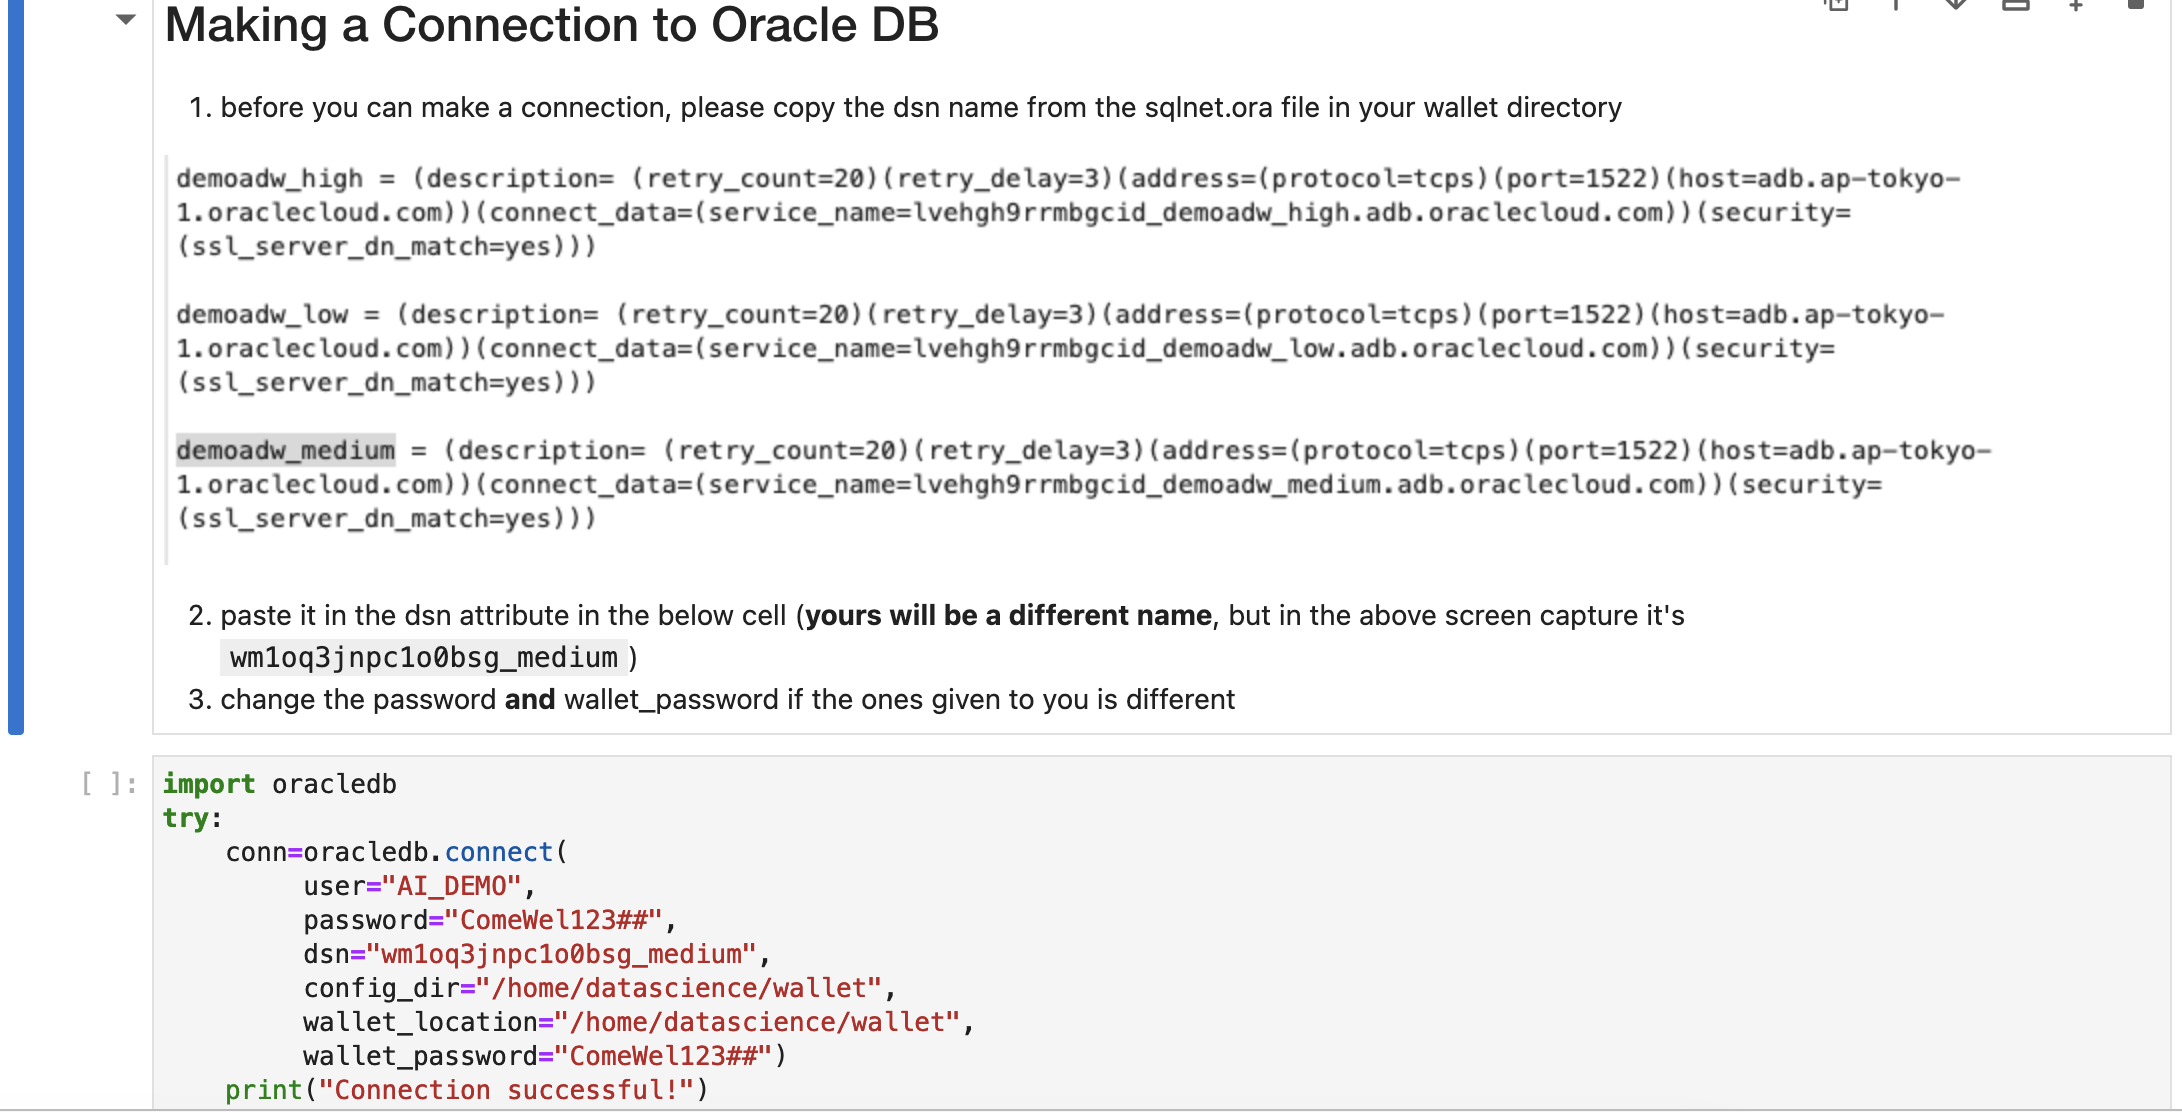 Making a Connection to Oracle DB
1. before you can make a connection, please copy the dsn name from the sqlnet.ora file in your wallet directory
demoadw_high = (description= (retry_count=20)(retry_delay=3)(address=(protocol=tcps)(port=1522)(host=adb.ap-tokyo-
1.oraclecloud.com))(connect_data=(service_name=lvehgh9rrmbgcid_demoadw_high.adb.oraclecloud.com))(security=
(ssl_server_dn_match=yes)))
demoadw_low = (description= (retry_count=20)(retry_delay=3)(address=(protocol=tcps)(port=1522)(host=adb.ap-tokyo-
1.oraclecloud.com))(connect_data=(service_name=lvehgh9rrmbgcid_demoadw_low.adb.oraclecloud.com))(security=
(ssl_server_dn_match=yes)))
demoadw_medium = (description= (retry_count=20)(retry_delay=3)(address=(protocol=tcps)(port=1522)(host=adb.ap-tokyo-
1.oraclecloud.com))(connect_data=(service_name=lvehgh9rrmbgcid_demoadw_medium.adb.oraclecloud.com))(security=
(ssl_server_dn_match=yes)))
2. paste it in the dsn attribute in the below cell (yours will be a different name, but in the above screen capture it's
wm1oq3jnpc1o0bsg_medium )
3. change the password and wallet_password if the ones given to you is different
[ ]: import oracledb
try:
    conn=oracledb.connect(
         user="AI_DEMO",
         password="ComeWel123##",
         dsn="wm1oq3jnpc1o0bsg_medium",
         config_dir="/home/datascience/wallet",
         wallet_location="/home/datascience/wallet",
         wallet_password="ComeWel123##")
    print("Connection successful!")